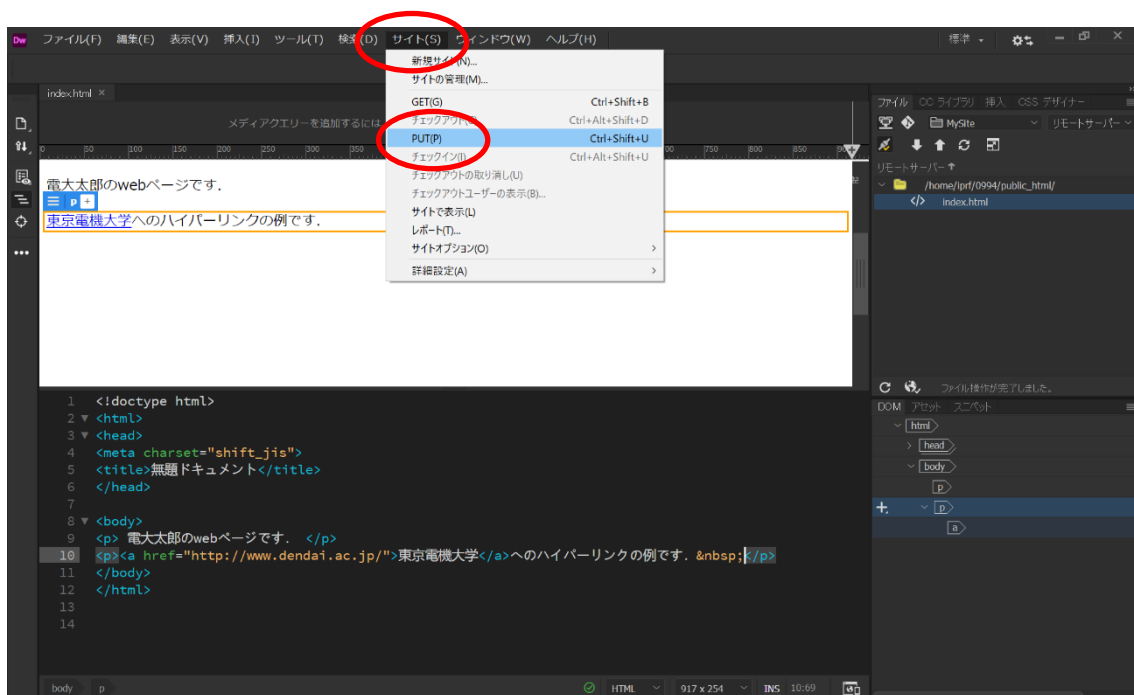 Dw ファイル(F) 編集(E) 表示(V) 挿入(I) ツール(T) 検索(D) サイト(S) ウィンドウ(W) ヘルプ(H) 標準
index.html ×
メディアクエリーを追加するには
0 50 100 150 200 250 300 350 700 750 800 850 900
電大太郎のwebページです．
p +
東京電機大学へのハイパーリンクの例です．
新規サイト(N)...
サイトの管理(M)...
GET(G) Ctrl+Shift+B
チェックアウト(C) Ctrl+Alt+Shift+D
PUT(P) Ctrl+Shift+U
チェックイン(I) Ctrl+Alt+Shift+U
チェックアウトの取り消し(U)
チェックアウトユーザーの表示(B)...
サイトで表示(L)
レポート(T)...
サイトオプション(O)
詳細設定(A)
ファイル CC ライブラリ 挿入 CSS デザイナー
MySite リモートサーバー
リモートサーバー
/home/iprf/0994/public_html/
index.html
ファイル操作が完了しました。
DOM アセット スニペット
html
head
body
p
p
a
1 <!doctype html>
2 <html>
3 <head>
4 <meta charset="shift_jis">
5 <title>無題ドキュメント</title>
6 </head>
7
8 <body>
9 <p> 電大太郎のwebページです． </p>
10 <p><a href="http://www.dendai.ac.jp/">東京電機大学</a>へのハイパーリンクの例です．&nbsp;</p>
11 </body>
12 </html>
13
14
body p HTML 917 x 254 INS 10:69